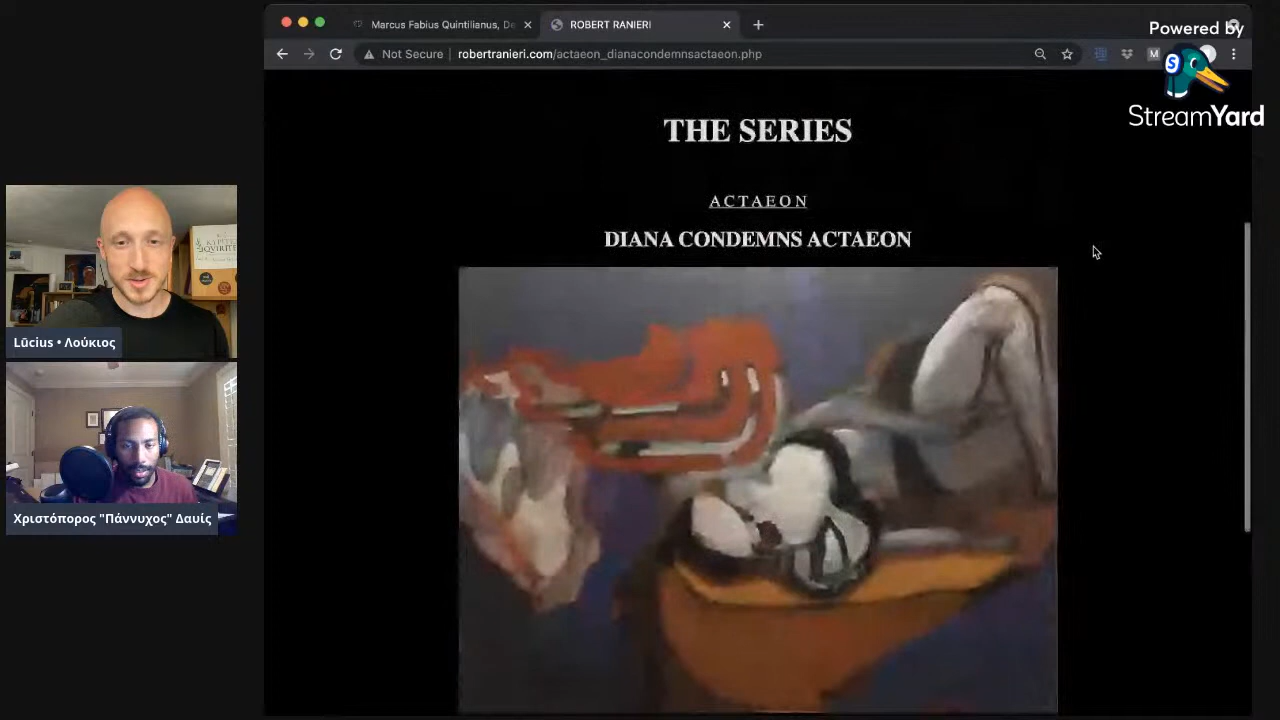 Marcus Fabius Quintilianus, De
ROBERT RANIERI
Not Secure
robertranieri.com/actaeon_dianacondemnsactaeon.php
M
Powered by
S
StreamYard
THE SERIES
ACTAEON
DIANA CONDEMNS ACTAEON
Lūcius • Λούκιος
Χριστόπορος "Πάννυχος" Δαυίς